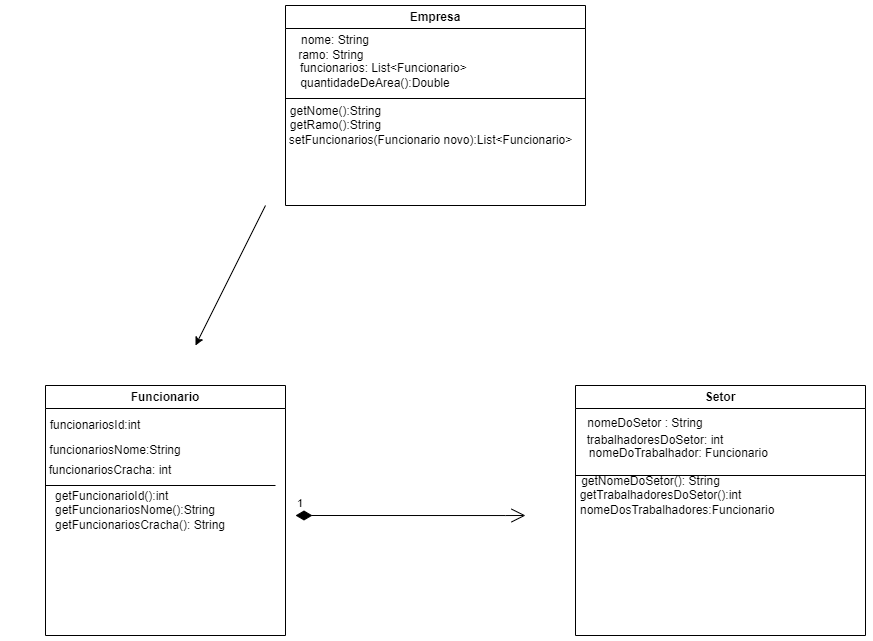 Empresa
nome: String
ramo: String
funcionarios: List<Funcionario>
quantidadeDeArea():Double
getNome():String
getRamo():String
setFuncionarios(Funcionario novo):List<Funcionario>
Funcionario
funcionariosId:int
funcionariosNome:String
funcionariosCracha: int
getFuncionarioId():int
getFuncionariosNome():String
getFuncionariosCracha(): String
1
Setor
nomeDoSetor : String
trabalhadoresDoSetor: int
nomeDoTrabalhador: Funcionario
getNomeDoSetor(): String
getTrabalhadoresDoSetor():int
nomeDosTrabalhadores:Funcionario